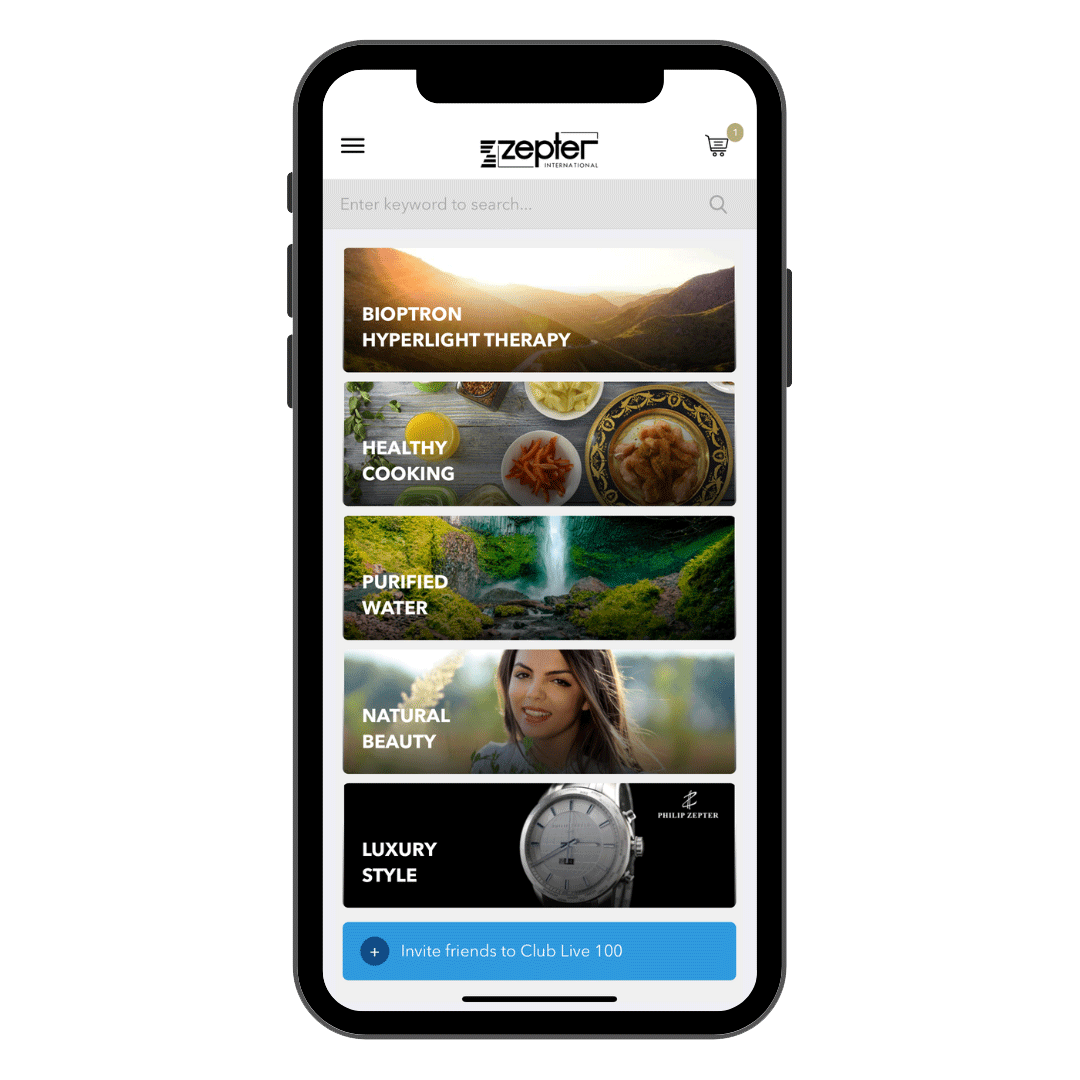 zepter
INTERNATIONAL
1
Enter keyword to search...
BIOPTRON
HYPERLIGHT THERAPY
HEALTHY
COOKING
PURIFIED
WATER
NATURAL
BEAUTY
PHILIP ZEPTER
LUXURY
STYLE
+ Invite friends to Club Live 100